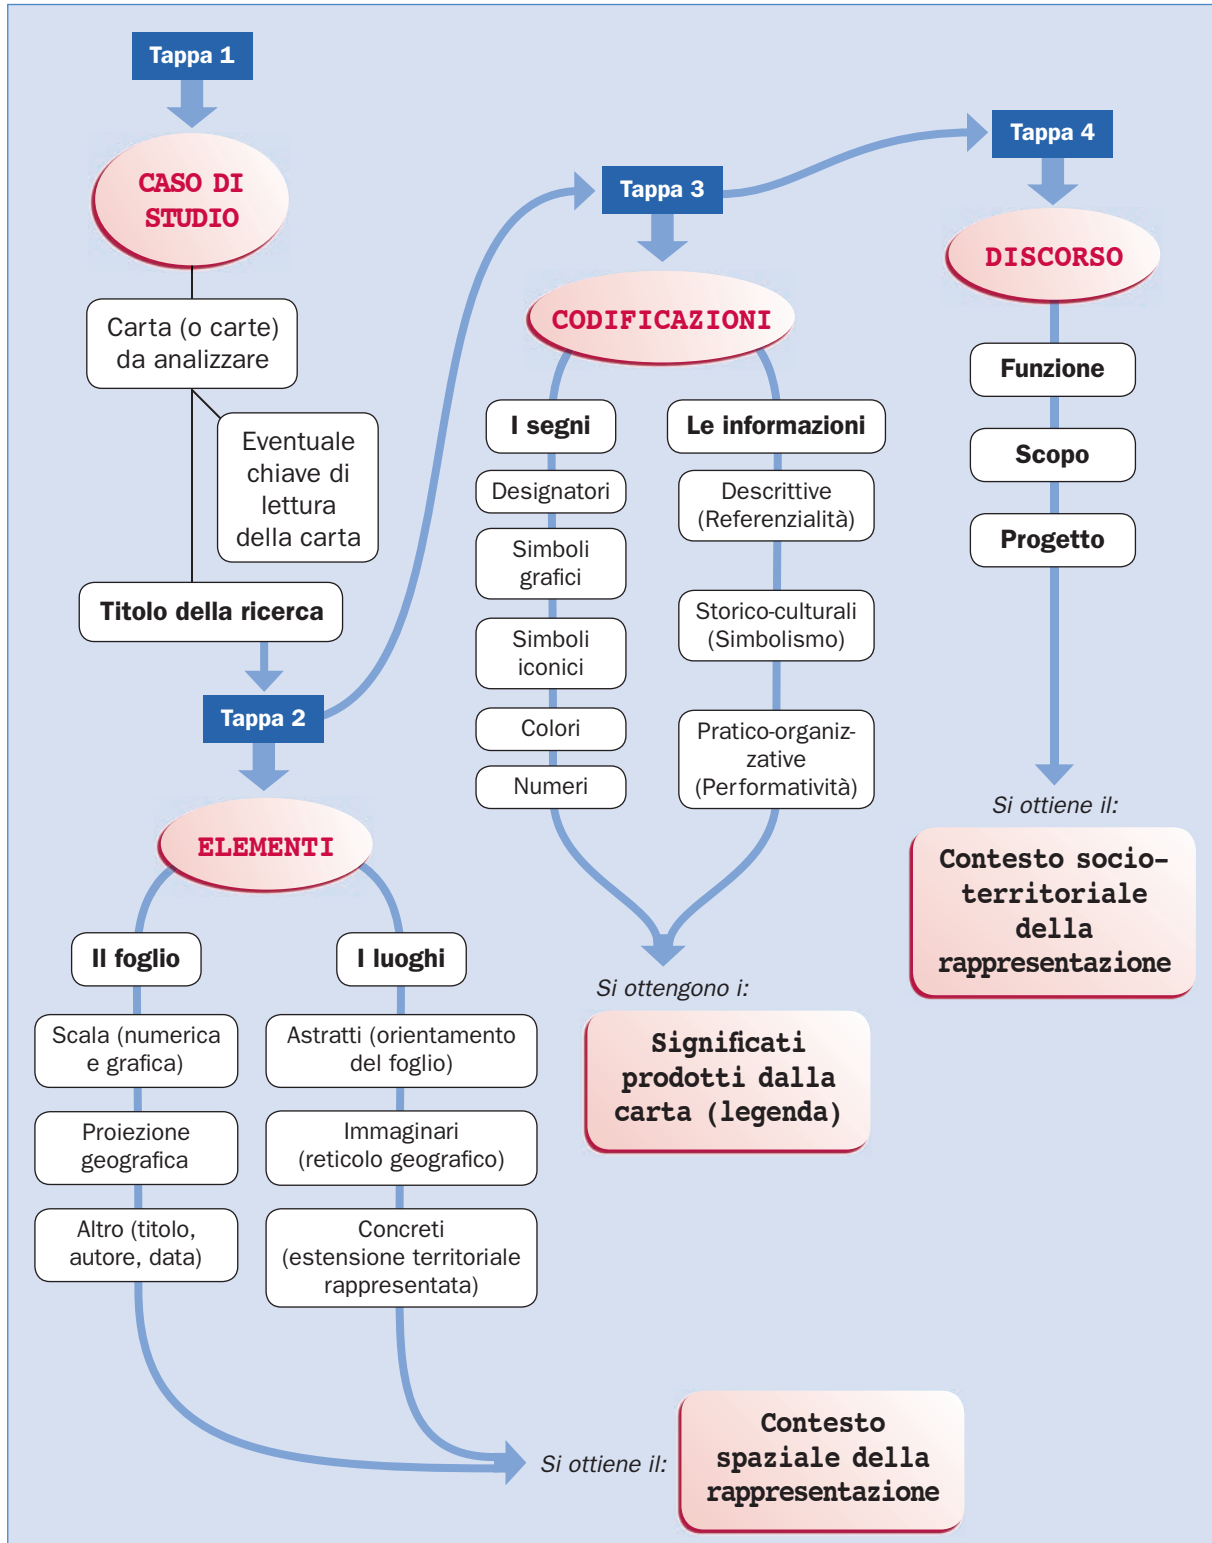 Tappa 1
CASO DI
STUDIO
Carta (o carte)
da analizzare
Eventuale
chiave di
lettura
della carta
Titolo della ricerca
Tappa 2
ELEMENTI
Il foglio
Scala (numerica
e grafica)
Proiezione
geografica
Altro (titolo,
autore, data)
I luoghi
Astratti (orientamento
del foglio)
Immaginari
(reticolo geografico)
Concreti
(estensione territoriale
rappresentata)
Si ottiene il:
Contesto
spaziale della
rappresentazione
Tappa 3
CODIFICAZIONI
I segni
Designatori
Simboli
grafici
Simboli
iconici
Colori
Numeri
Le informazioni
Descrittive
(Referenzialità)
Storico-culturali
(Simbolismo)
Pratico-organiz-
zative
(Performatività)
Si ottengono i:
Significati
prodotti dalla
carta (legenda)
Tappa 4
DISCORSO
Funzione
Scopo
Progetto
Si ottiene il:
Contesto socio-
territoriale
della
rappresentazione